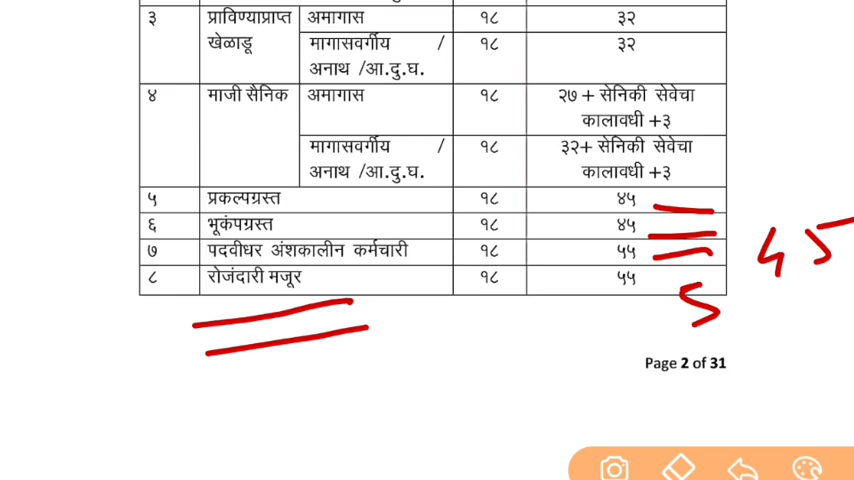 ३ प्राविण्याप्राप्त अमागास १८ ३२
खेळाडू मागासवर्गीय / १८ ३२
अनाथ /आ.दु.घ.
४ माजी सैनिक अमागास १८ २७ + सेनिकी सेवेचा
कालावधी +३
मागासवर्गीय / १८ ३२+ सेनिकी सेवेचा
अनाथ /आ.दु.घ. कालावधी +३
५ प्रकल्पग्रस्त १८ ४५
६ भूकंपग्रस्त १८ ४५
७ पदवीधर अंशकालीन कर्मचारी १८ ५५
८ रोजंदारी मजूर १८ ५५
45
5
Page 2 of 31